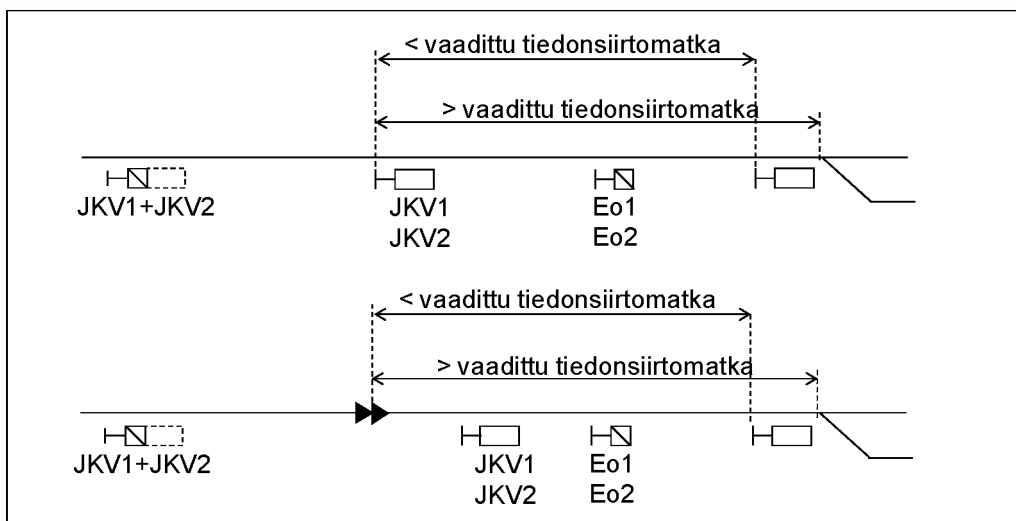 < vaadittu tiedonsiirtomatka
> vaadittu tiedonsiirtomatka
JKV1+JKV2
JKV1
JKV2
Eo1
Eo2
< vaadittu tiedonsiirtomatka
> vaadittu tiedonsiirtomatka
JKV1+JKV2
JKV1
JKV2
Eo1
Eo2